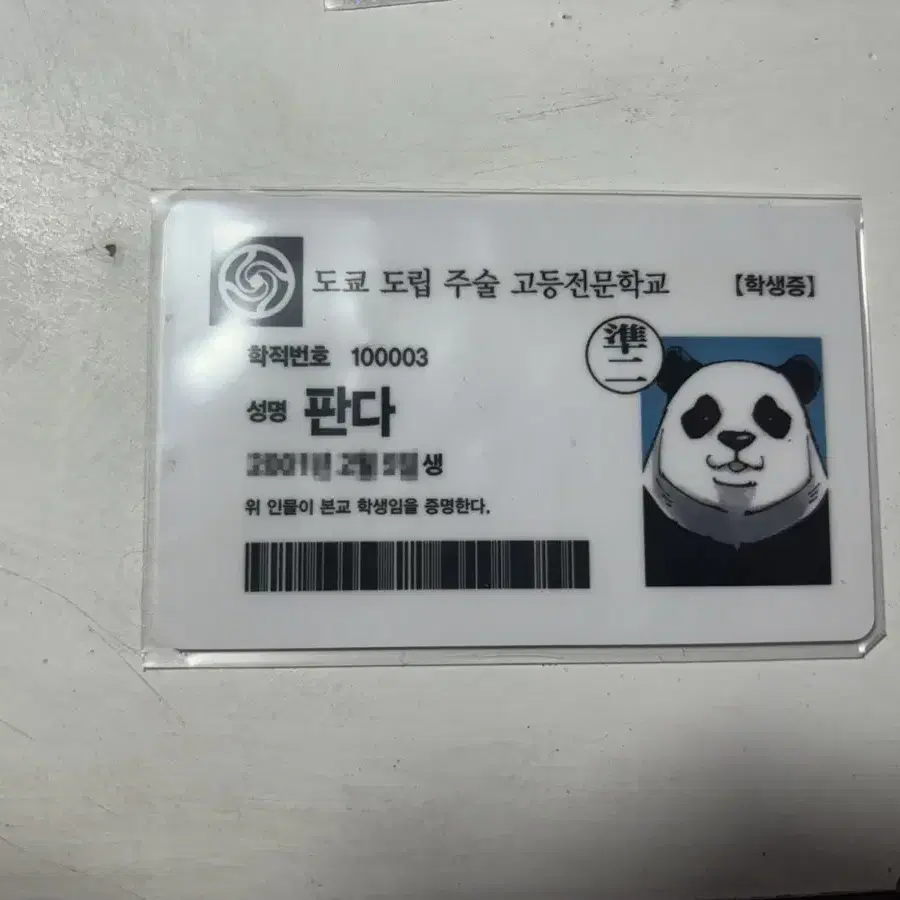 도쿄 도립 주술 고등전문학교 【학생증】
학적번호 100003
準二
성명 판다
생
위 인물이 본교 학생임을 증명한다.